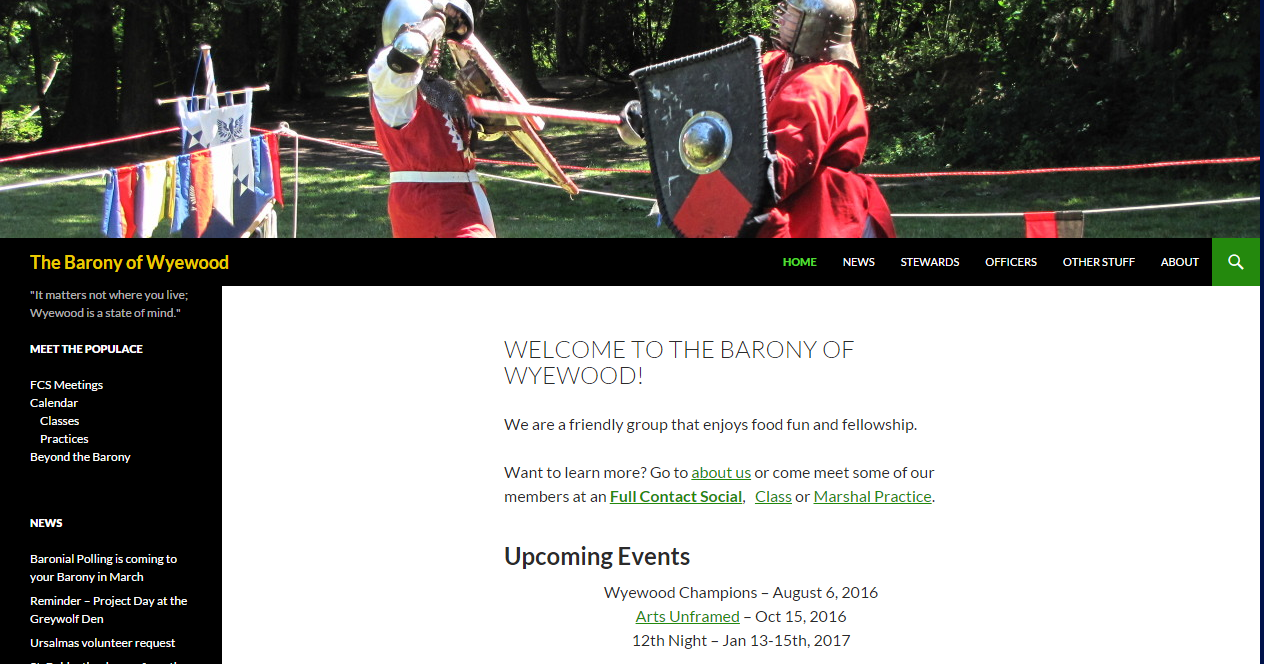 The Barony of Wyewood
HOME NEWS STEWARDS OFFICERS OTHER STUFF ABOUT
"It matters not where you live;
Wyewood is a state of mind."
MEET THE POPULACE
FCS Meetings
Calendar
Classes
Practices
Beyond the Barony
NEWS
Baronial Polling is coming to
your Barony in March
Reminder – Project Day at the
Greywolf Den
Ursalmas volunteer request
WELCOME TO THE BARONY OF
WYEWOOD!
We are a friendly group that enjoys food fun and fellowship.
Want to learn more? Go to about us or come meet some of our
members at an Full Contact Social, Class or Marshal Practice.
Upcoming Events
Wyewood Champions – August 6, 2016
Arts Unframed – Oct 15, 2016
12th Night – Jan 13-15th, 2017